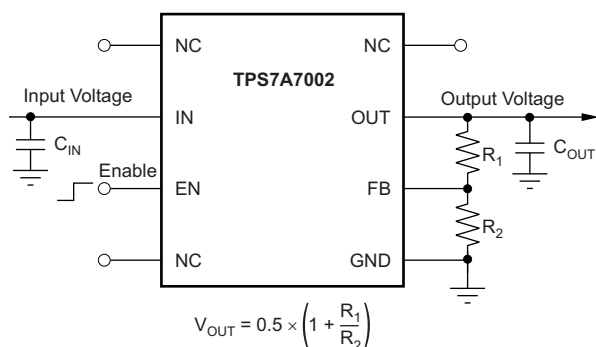 NC
NC
TPS7A7002
Input Voltage
IN
OUT
Output Voltage
C_IN
R_1
C_OUT
Enable
EN
FB
R_2
NC
GND
V_OUT = 0.5 × (1 + R_1/R_2)